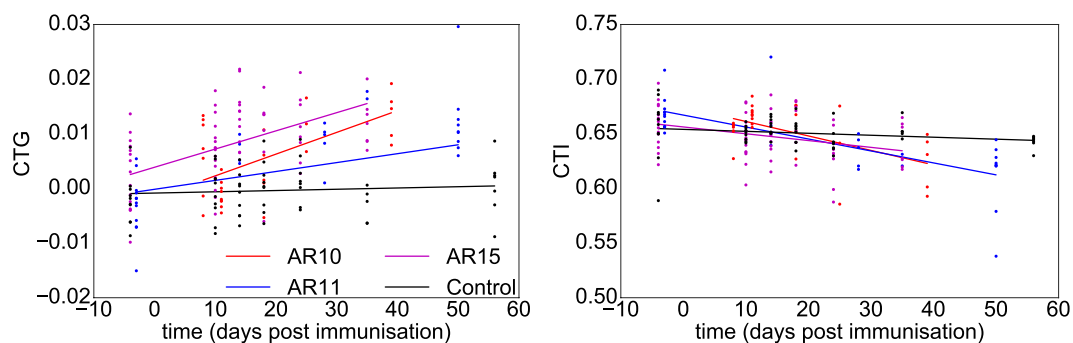 0.03
0.02
0.01
0.00
−0.01
−0.02
CTG
−10 0 10 20 30 40 50 60
time (days post immunisation)
AR10 AR15
AR11 Control
0.75
0.70
0.65
0.60
0.55
0.50
CTI
−10 0 10 20 30 40 50 60
time (days post immunisation)